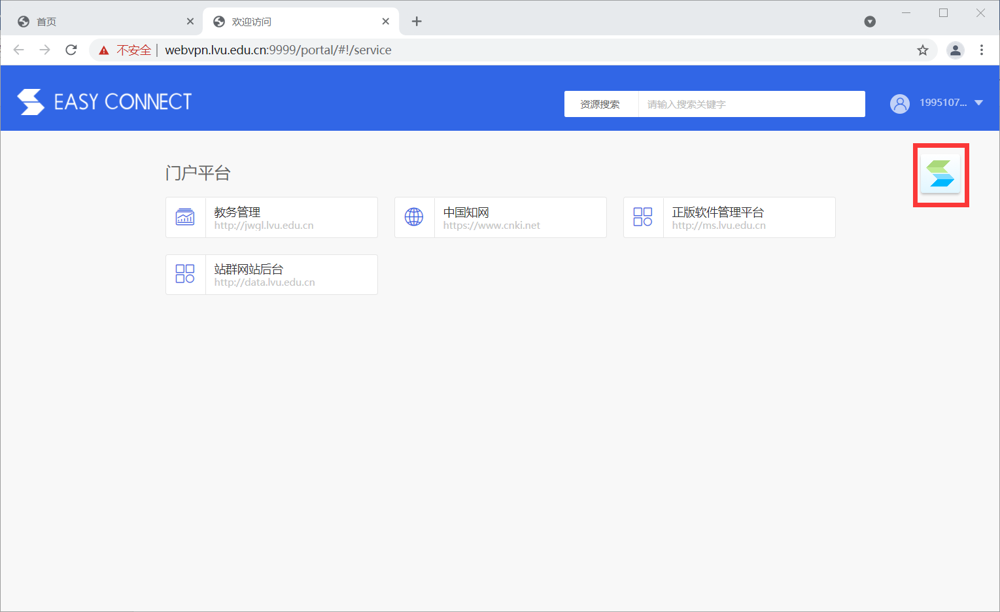 首页
欢迎访问
不安全 | webvpn.lvu.edu.cn:9999/portal/#!/service
EASY CONNECT
资源搜索
请输入搜索关键字
1995107...
门户平台
教务管理
http://jwgl.lvu.edu.cn
中国知网
https://www.cnki.net
正版软件管理平台
http://ms.lvu.edu.cn
站群网站后台
http://data.lvu.edu.cn